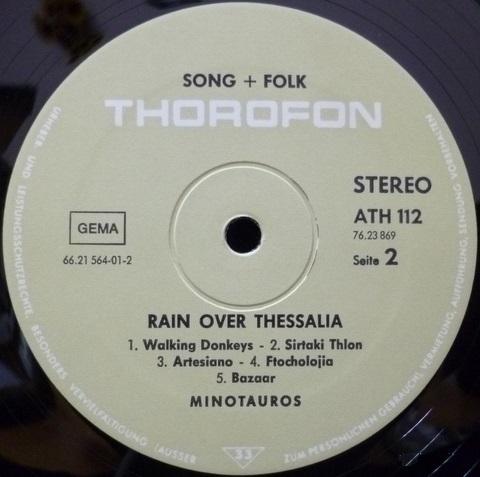 SONG + FOLK
THOROFON
STEREO
ATH 112
76.23 869
Seite 2
GEMA
66.21 564-01-2
RAIN OVER THESSALIA
1. Walking Donkeys - 2. Sirtaki Thlon
3. Artesiano - 4. Ftocholojia
5. Bazaar
MINOTAUROS
33
URHEBER- UND LEISTUNGSSCHUTZRECHTE, BESONDERS VERVIELFÄLTIGUNG (AUSSER ZUM PERSÖNLICHEN GEBRAUCH), VERMIETUNG, AUFFÜHRUNG, SENDUNG VORBEHALTEN